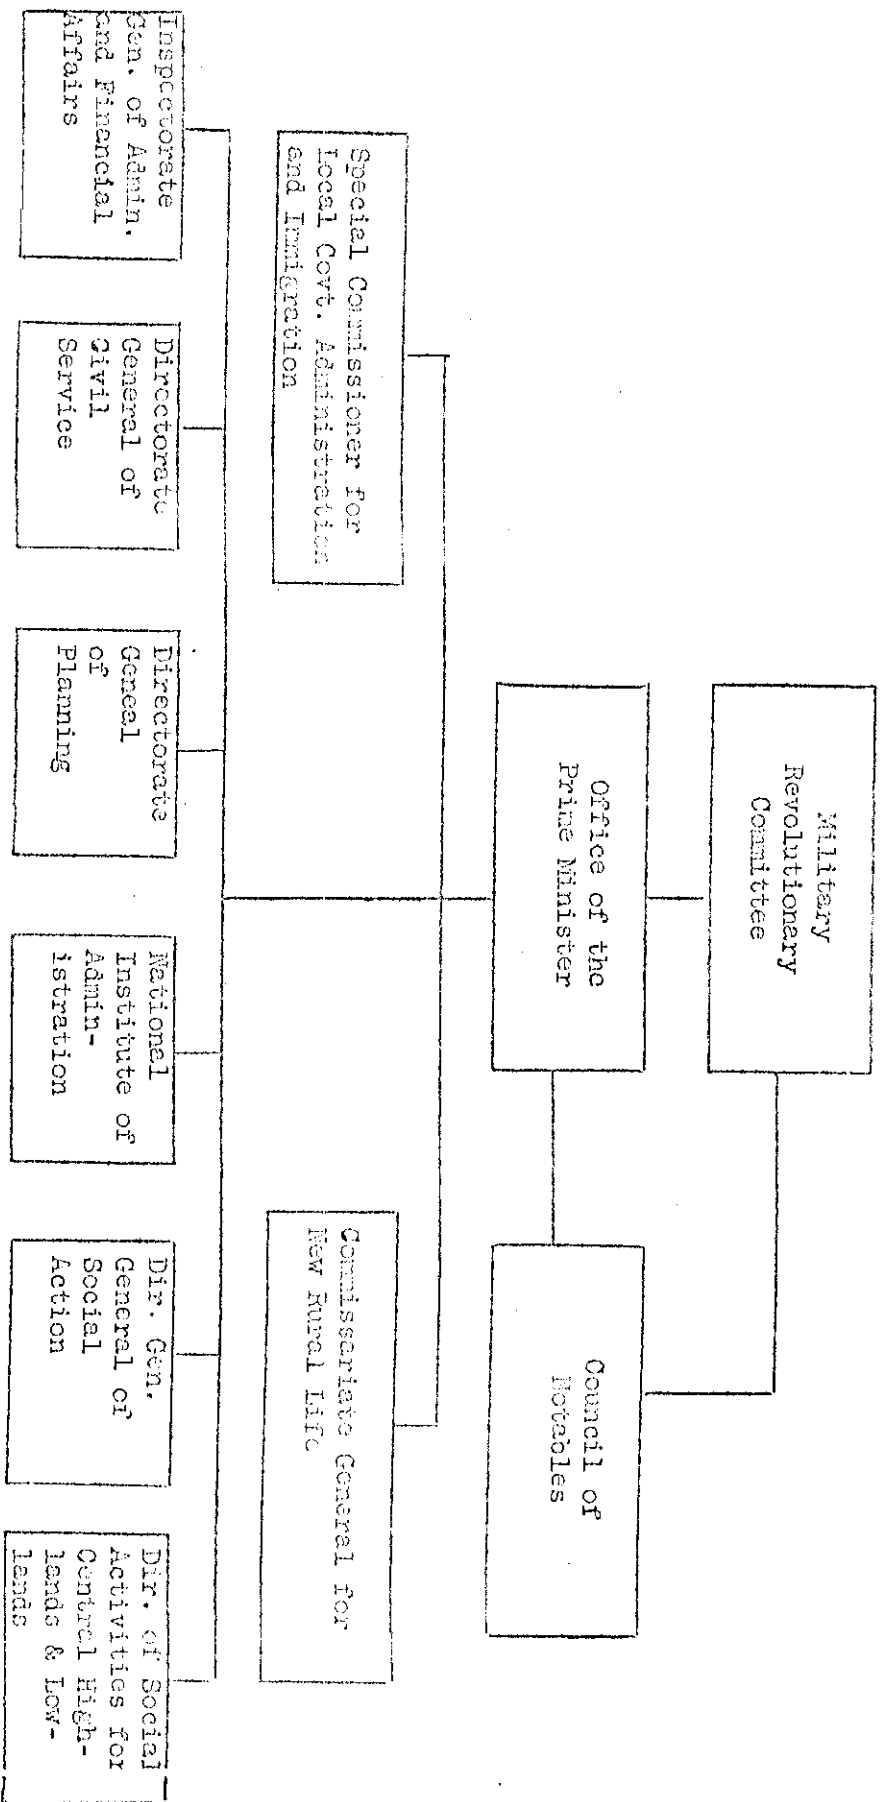 Military
Revolutionary
Committee
Office of the
Prime Minister
Council of
Notables
Special Commissioner for
Local Govt. Administration
and Immigration
Commissariate General for
New Rural Life
Inspectorate
Gen. of Admin.
and Financial
Affairs
Directorate
General of
Civil
Service
Directorate
Geneal
of
Planning
National
Institute of
Admin-
istration
Dir. Gen.
General of
Social
Action
Dir. of Social
Activities for
Central High-
lands & Low-
lands